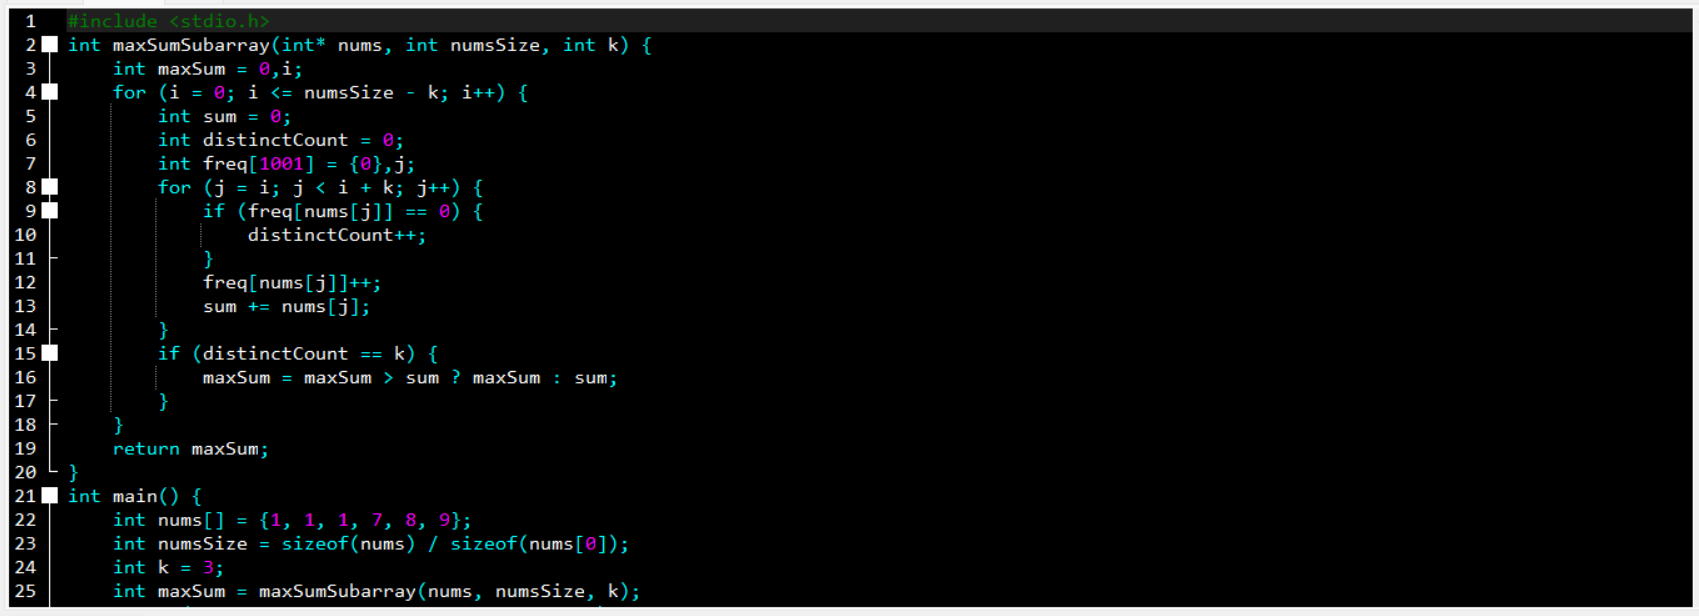 1 #include <stdio.h>
2 int maxSumSubarray(int* nums, int numsSize, int k) {
3     int maxSum = 0,i;
4     for (i = 0; i <= numsSize - k; i++) {
5         int sum = 0;
6         int distinctCount = 0;
7         int freq[1001] = {0},j;
8         for (j = i; j < i + k; j++) {
9             if (freq[nums[j]] == 0) {
10                 distinctCount++;
11             }
12             freq[nums[j]]++;
13             sum += nums[j];
14         }
15         if (distinctCount == k) {
16             maxSum = maxSum > sum ? maxSum : sum;
17         }
18     }
19     return maxSum;
20 }
21 int main() {
22     int nums[] = {1, 1, 1, 7, 8, 9};
23     int numsSize = sizeof(nums) / sizeof(nums[0]);
24     int k = 3;
25     int maxSum = maxSumSubarray(nums, numsSize, k);